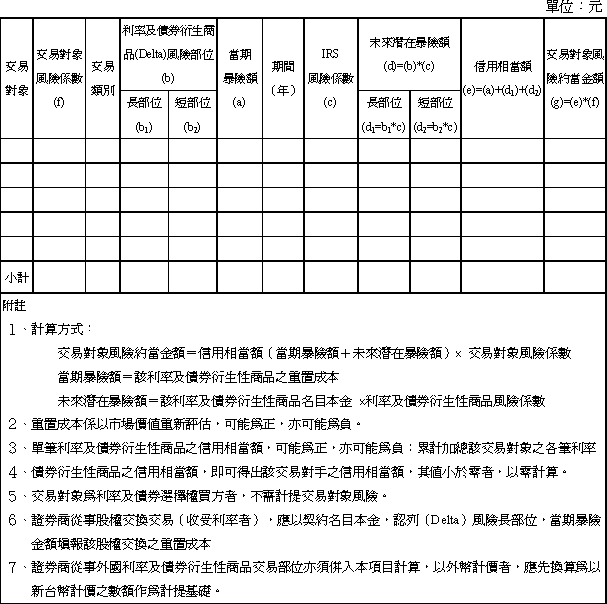 單位：元
交易
對象
交易對象
風險係數
(f)
交易
類別
利率及債券衍生商
品(Delta)風險部位
(b)
長部位
(b₁)
短部位
(b₂)
當期
暴險額
(a)
期間
（年）
IRS
風險係數
(c)
未來潛在暴險額
(d)=(b)*(c)
長部位
(d₁=b₁*c)
短部位
(d₂=b₂*c)
信用相當額
(e)=(a)+(d₁)+(d₂)
交易對象風
險約當金額
(g)=(e)*(f)
小計
附註
1、計算方式：
交易對象風險約當金額＝信用相當額（當期暴險額＋未來潛在暴險額）× 交易對象風險係數
當期暴險額＝該利率及債券衍生性商品之重置成本
未來潛在暴險額＝該利率及債券衍生性商品名目本金 ×利率及債券衍生性商品風險係數
2、重置成本係以市場價值重新評估，可能為正，亦可能為負。
3、單筆利率及債券衍生性商品之信用相當額，可能為正，亦可能為負；累計加總該交易對象之各筆利率
4、債券衍生性商品之信用相當額，即可得出該交易對手之信用相當額，其值小於零者，以零計算。
5、交易對象為利率及債券選擇權買方者，不需計提交易對象風險。
6、證券商從事股權交換交易（收受利率者），應以契約名目本金，認列（Delta）風險長部位，當期暴險
金額填報該股權交換之重置成本
7、證券商從事外國利率及債券衍生性商品交易部位亦須併入本項目計算，以外幣計價者，應先換算為以
新台幣計價之數額作為計提基礎。